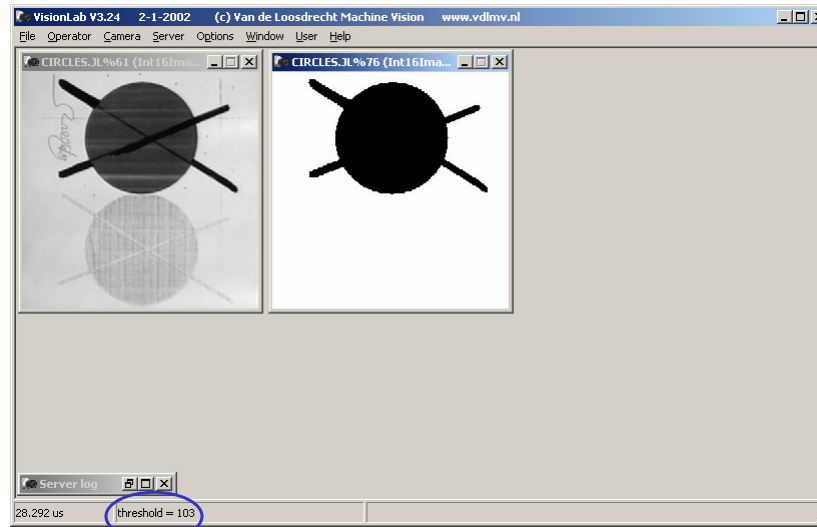 VisionLab V3.24 2-1-2002 (c) Van de Loosdrecht Machine Vision www.vdlmv.nl
File Operator Camera Server Options Window User Help
CIRCLES.JL%61 (Int16Ima...
CIRCLES.JL%76 (Int16Ima...
Server log
28.292 us
threshold = 103